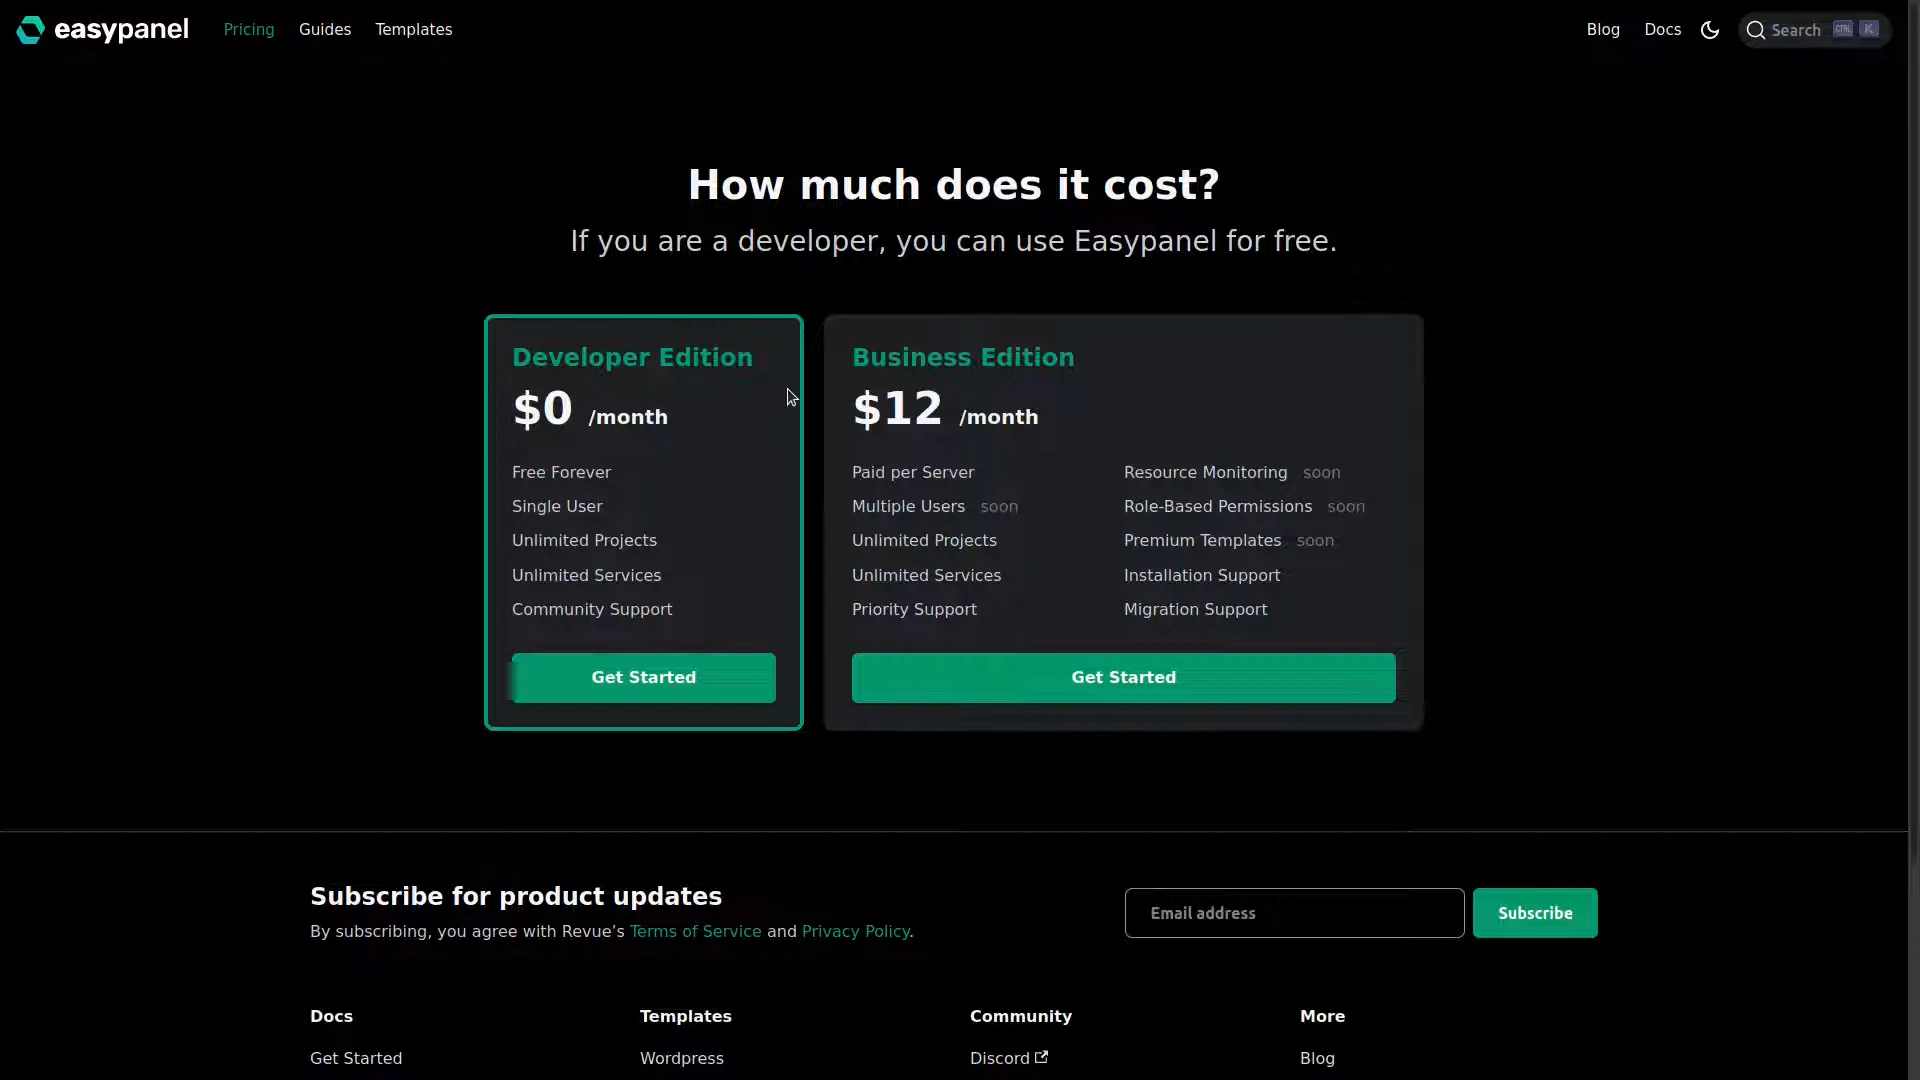 easypanel
Pricing
Guides
Templates
Blog
Docs
Search
CTRL
K
How much does it cost?
If you are a developer, you can use Easypanel for free.
Developer Edition
$0 /month
Free Forever
Single User
Unlimited Projects
Unlimited Services
Community Support
Get Started
Business Edition
$12 /month
Paid per Server
Multiple Users soon
Unlimited Projects
Unlimited Services
Priority Support
Resource Monitoring soon
Role-Based Permissions soon
Premium Templates soon
Installation Support
Migration Support
Get Started
Subscribe for product updates
By subscribing, you agree with Revue’s Terms of Service and Privacy Policy.
Email address
Subscribe
Docs
Get Started
Templates
Wordpress
Community
Discord
More
Blog